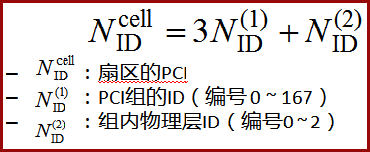 N_ID^cell = 3N_ID^(1) + N_ID^(2)
– N_ID^cell ：扇区的PCI
– N_ID^(1) ：PCI组的ID（编号0~167）
– N_ID^(2) ：组内物理层ID（编号0~2）